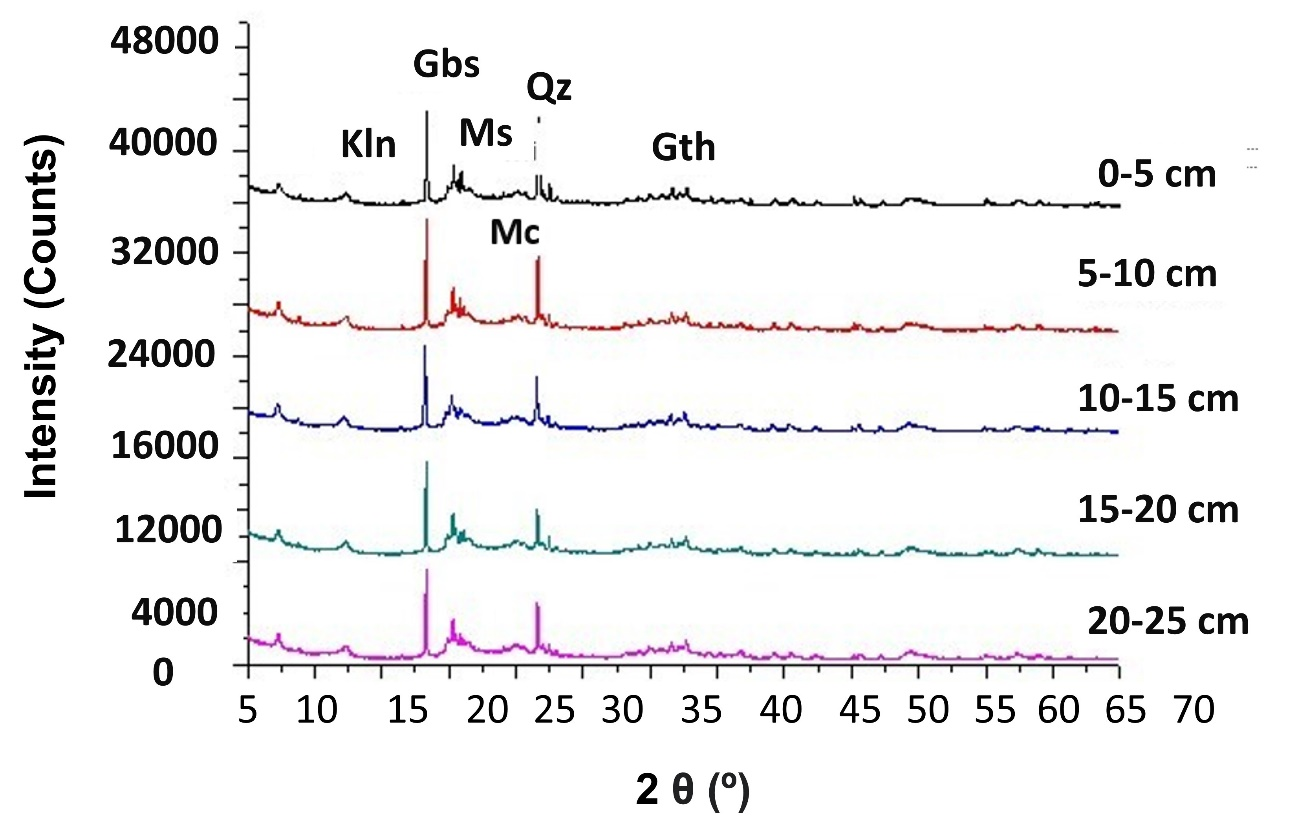 48000
Gbs
Qz
40000
Kln
Ms
Gth
0-5 cm
32000
Mc
5-10 cm
24000
10-15 cm
16000
15-20 cm
12000
4000
20-25 cm
0
5 10 15 20 25 30 35 40 45 50 55 60 65 70
2 θ (º)
Intensity (Counts)